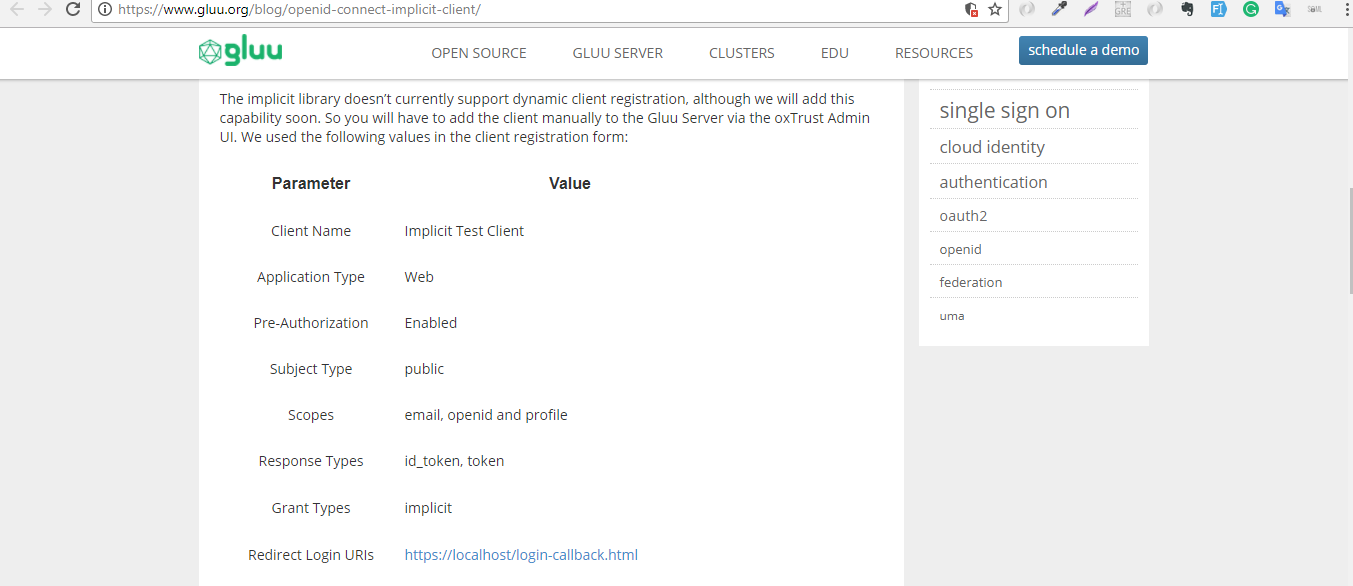 https://www.gluu.org/blog/openid-connect-implicit-client/
gluu
OPEN SOURCE GLUU SERVER CLUSTERS EDU RESOURCES schedule a demo
The implicit library doesn’t currently support dynamic client registration, although we will add this
capability soon. So you will have to add the client manually to the Gluu Server via the oxTrust Admin
UI. We used the following values in the client registration form:
Parameter Value
Client Name Implicit Test Client
Application Type Web
Pre-Authorization Enabled
Subject Type public
Scopes email, openid and profile
Response Types id_token, token
Grant Types implicit
Redirect Login URIs https://localhost/login-callback.html
single sign on
cloud identity
authentication
oauth2
openid
federation
uma